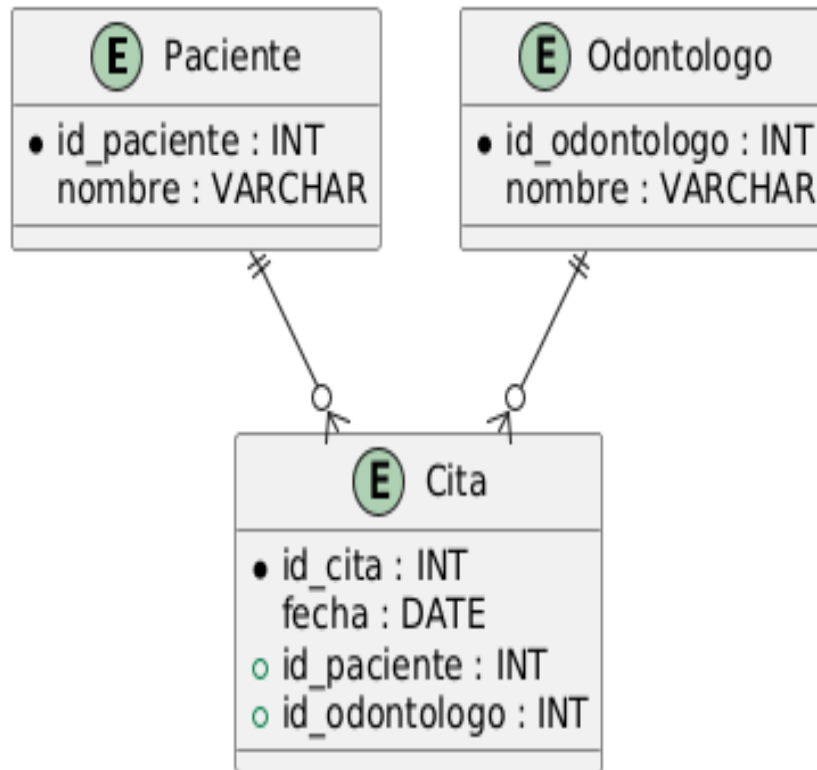 E Paciente
id_paciente : INT
nombre : VARCHAR
E Odontologo
id_odontologo : INT
nombre : VARCHAR
E Cita
id_cita : INT
fecha : DATE
id_paciente : INT
id_odontologo : INT